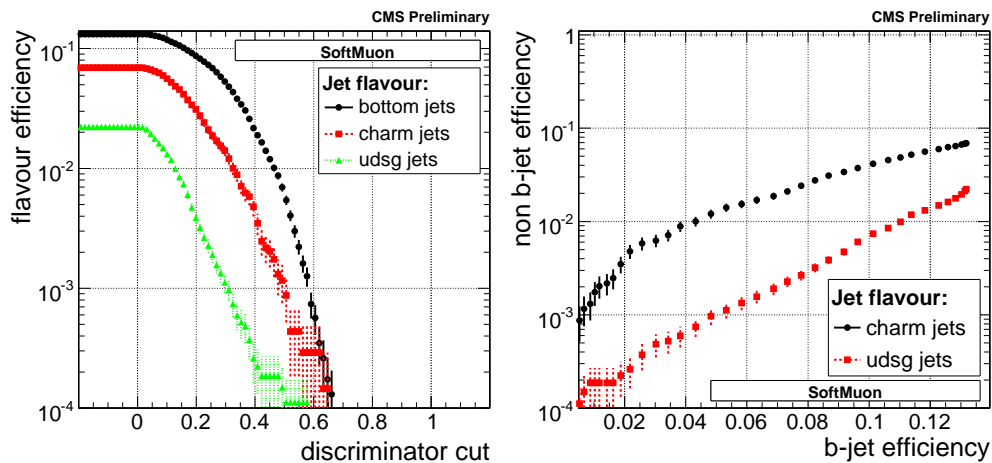 CMS Preliminary
SoftMuon
Jet flavour:
bottom jets
charm jets
udsg jets
flavour efficiency
10^-1
10^-2
10^-3
10^-4
0 0.2 0.4 0.6 0.8 1
discriminator cut
CMS Preliminary
non b-jet efficiency
1
10^-1
10^-2
10^-3
10^-4
Jet flavour:
charm jets
udsg jets
SoftMuon
0.02 0.04 0.06 0.08 0.1 0.12
b-jet efficiency